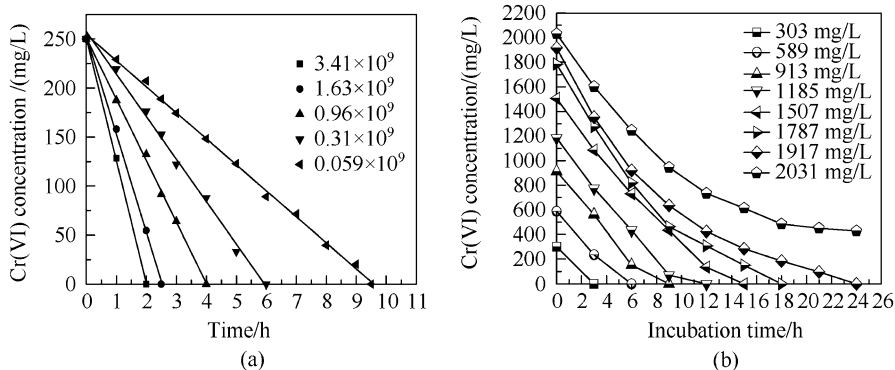 250
200
150
100
50
0
Cr(VI) concentration /(mg/L)
3.41×10⁹
1.63×10⁹
0.96×10⁹
0.31×10⁹
0.059×10⁹
0 1 2 3 4 5 6 7 8 9 10 11
Time/h
(a)
2200
2000
1800
1600
1400
1200
1000
800
600
400
200
0
Cr(VI) concentration/(mg/L)
303 mg/L
589 mg/L
913 mg/L
1185 mg/L
1507 mg/L
1787 mg/L
1917 mg/L
2031 mg/L
0 2 4 6 8 10 12 14 16 18 20 22 24 26
Incubation time/h
(b)